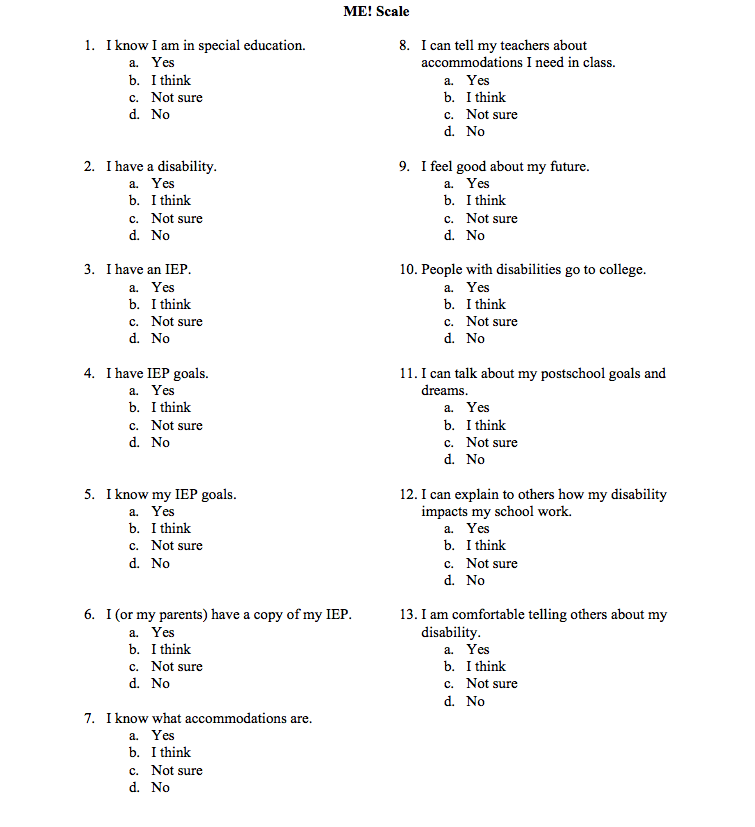 ME! Scale
1. I know I am in special education.
a. Yes
b. I think
c. Not sure
d. No
2. I have a disability.
a. Yes
b. I think
c. Not sure
d. No
3. I have an IEP.
a. Yes
b. I think
c. Not sure
d. No
4. I have IEP goals.
a. Yes
b. I think
c. Not sure
d. No
5. I know my IEP goals.
a. Yes
b. I think
c. Not sure
d. No
6. I (or my parents) have a copy of my IEP.
a. Yes
b. I think
c. Not sure
d. No
7. I know what accommodations are.
a. Yes
b. I think
c. Not sure
d. No
8. I can tell my teachers about
accommodations I need in class.
a. Yes
b. I think
c. Not sure
d. No
9. I feel good about my future.
a. Yes
b. I think
c. Not sure
d. No
10. People with disabilities go to college.
a. Yes
b. I think
c. Not sure
d. No
11. I can talk about my postschool goals and
dreams.
a. Yes
b. I think
c. Not sure
d. No
12. I can explain to others how my disability
impacts my school work.
a. Yes
b. I think
c. Not sure
d. No
13. I am comfortable telling others about my
disability.
a. Yes
b. I think
c. Not sure
d. No